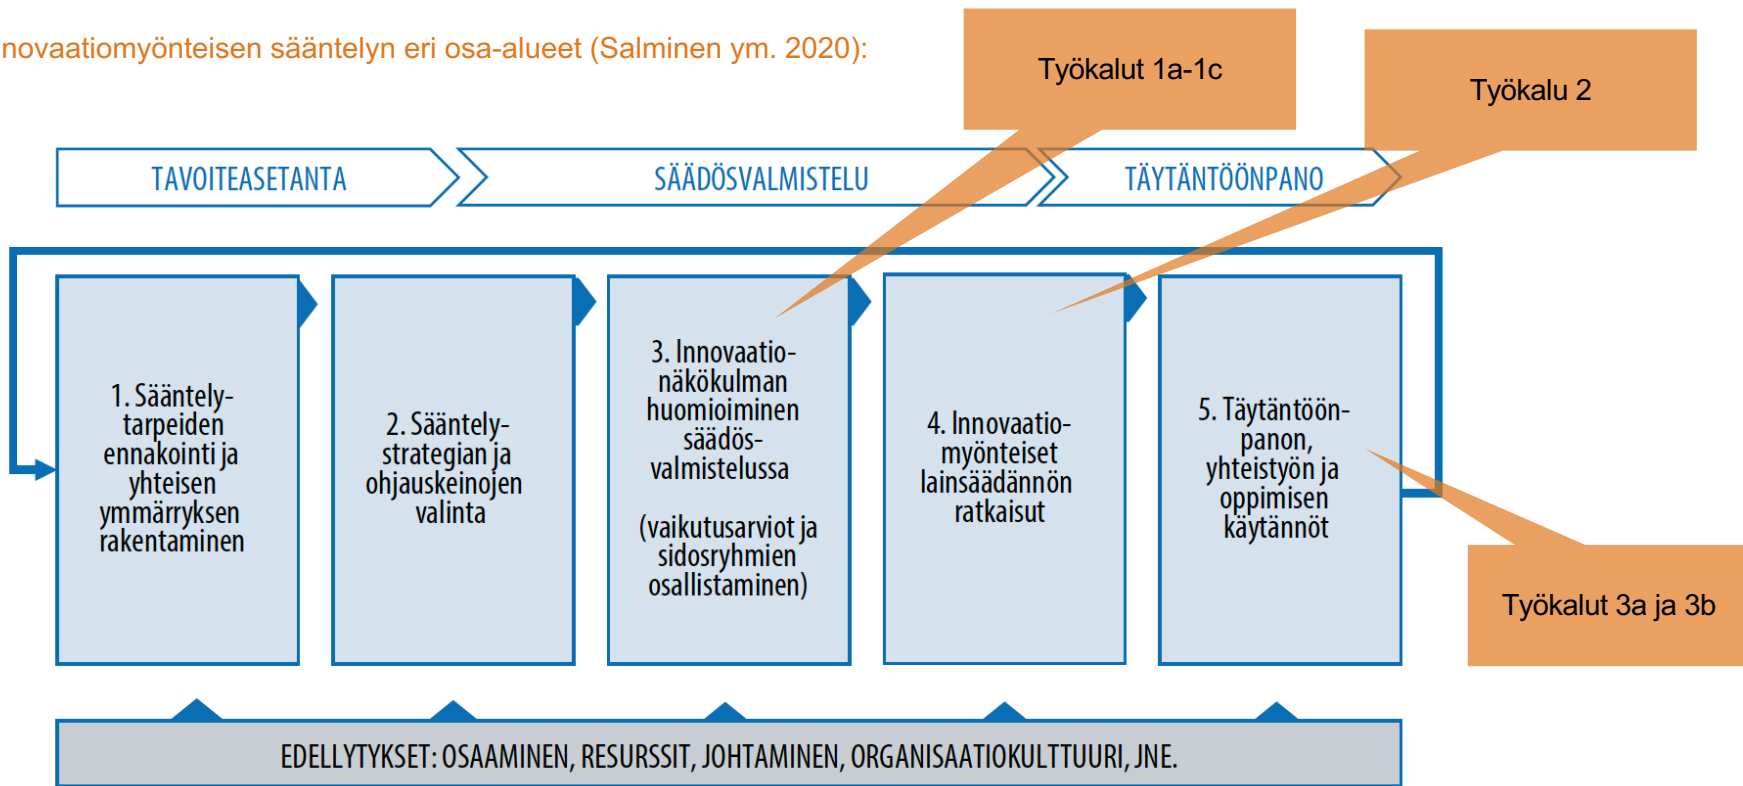 nnovaatiomyönteisen sääntelyn eri osa-alueet (Salminen ym. 2020):
Työkalut 1a-1c
Työkalu 2
TAVOITEASETANTA
SÄÄDÖSVALMISTELU
TÄYTÄNTÖÖNPANO
1. Sääntely-
tarpeiden
ennakointi ja
yhteisen
ymmärryksen
rakentaminen
2. Sääntely-
strategian ja
ohjauskeinojen
valinta
3. Innovaatio-
näkökulman
huomioiminen
säädös-
valmistelussa
(vaikutusarviot ja
sidosryhmien
osallistaminen)
4. Innovaatio-
myönteiset
lainsäädännön
ratkaisut
5. Täytäntöön-
panon,
yhteistyön ja
oppimisen
käytännöt
Työkalut 3a ja 3b
EDELLYTYKSET: OSAAMINEN, RESURSSIT, JOHTAMINEN, ORGANISAATIOKULTTUURI, JNE.